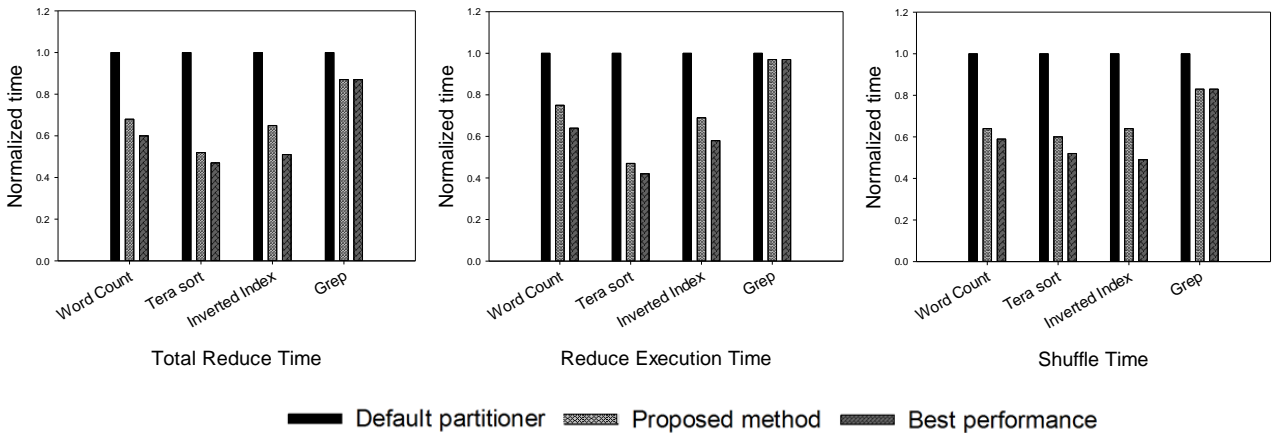 Normalized time
1.2
1.0
0.8
0.6
0.4
0.2
0.0
Word Count
Tera sort
Inverted Index
Grep
Total Reduce Time
Normalized time
1.2
1.0
0.8
0.6
0.4
0.2
0.0
Word Count
Tera sort
Inverted Index
Grep
Reduce Execution Time
Normalized time
1.2
1.0
0.8
0.6
0.4
0.2
0.0
Word Count
Tera sort
Inverted Index
Grep
Shuffle Time
Default partitioner Proposed method Best performance